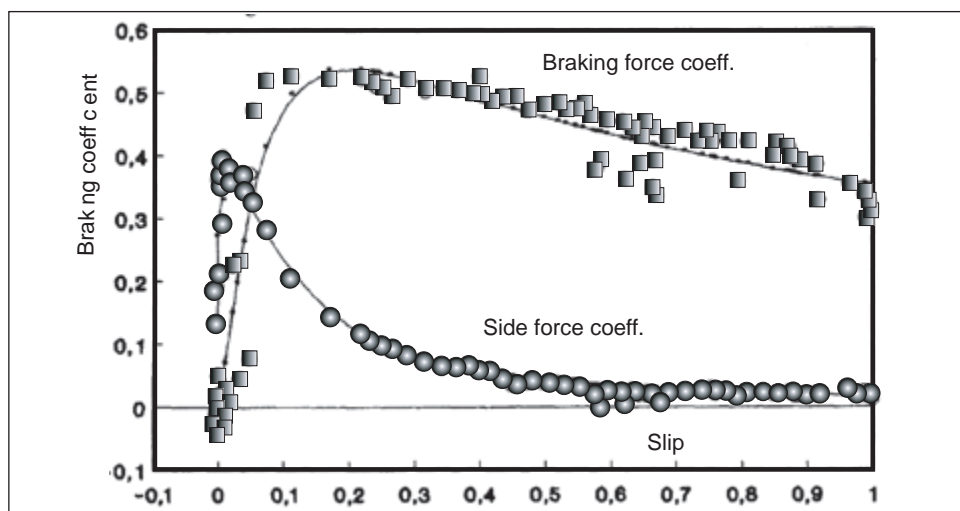 0,6
Braking force coeff.
0,5
0,4
Brak ng coeff c ent
0,3
0,2
Side force coeff.
0,1
0
Slip
-0,1
-0,1 0 0,1 0,2 0,3 0,4 0,5 0,6 0,7 0,8 0,9 1